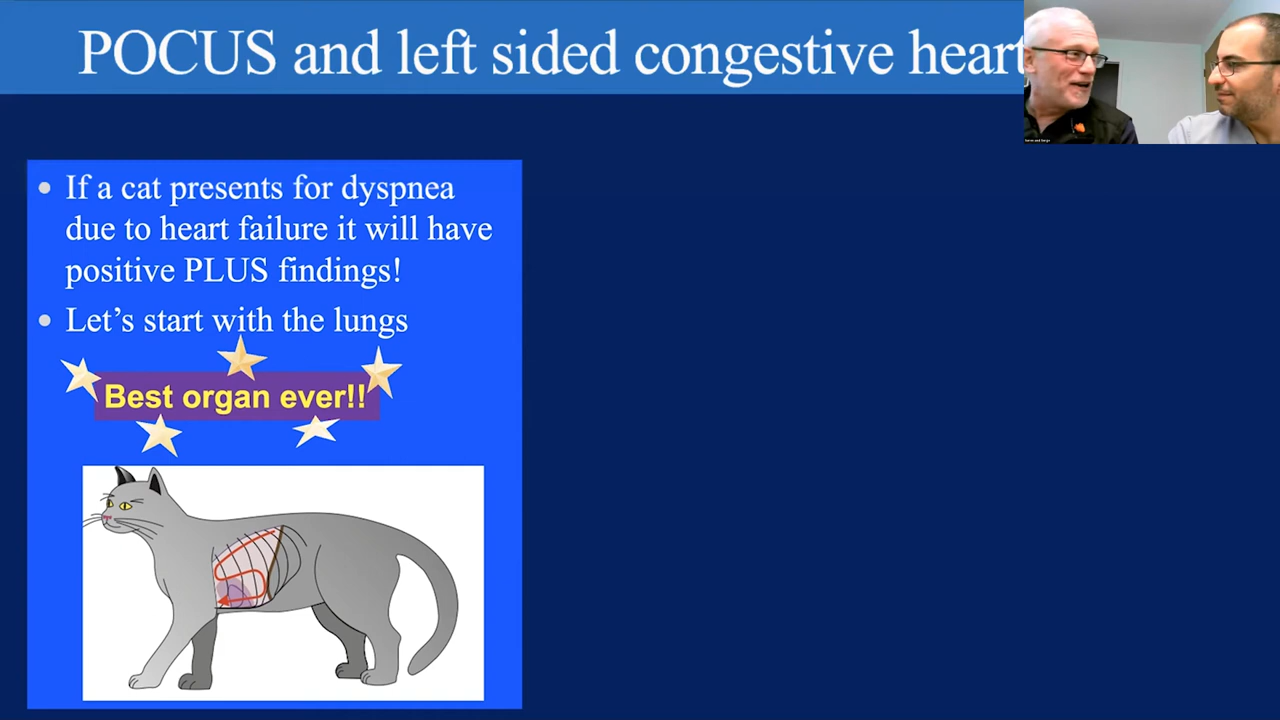 POCUS and left sided congestive heart
• If a cat presents for dyspnea
due to heart failure it will have
positive PLUS findings!
• Let’s start with the lungs
Best organ ever!!